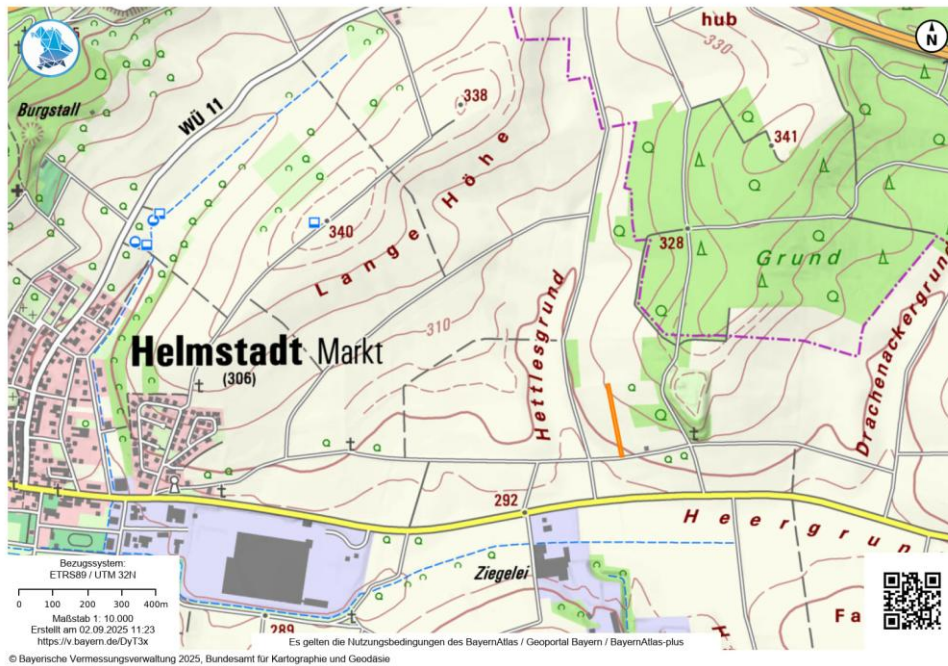 hub
330
N
338
Burgstall
WÜ 11
341
Lange Höhe
340
328
Grund
310
Hettlesgrund
Drachenackergrund
Helmstadt Markt
(306)
292
Heergrun
Ziegelei
Fa
289
Bezugssystem:
ETRS89 / UTM 32N
0 100 200 300 400m
Maßstab 1: 10.000
Erstellt am 02.09.2025 11:23
https://v.bayern.de/DyT3x
Es gelten die Nutzungsbedingungen des BayernAtlas / Geoportal Bayern / BayernAtlas-plus
© Bayerische Vermessungsverwaltung 2025, Bundesamt für Kartographie und Geodäsie